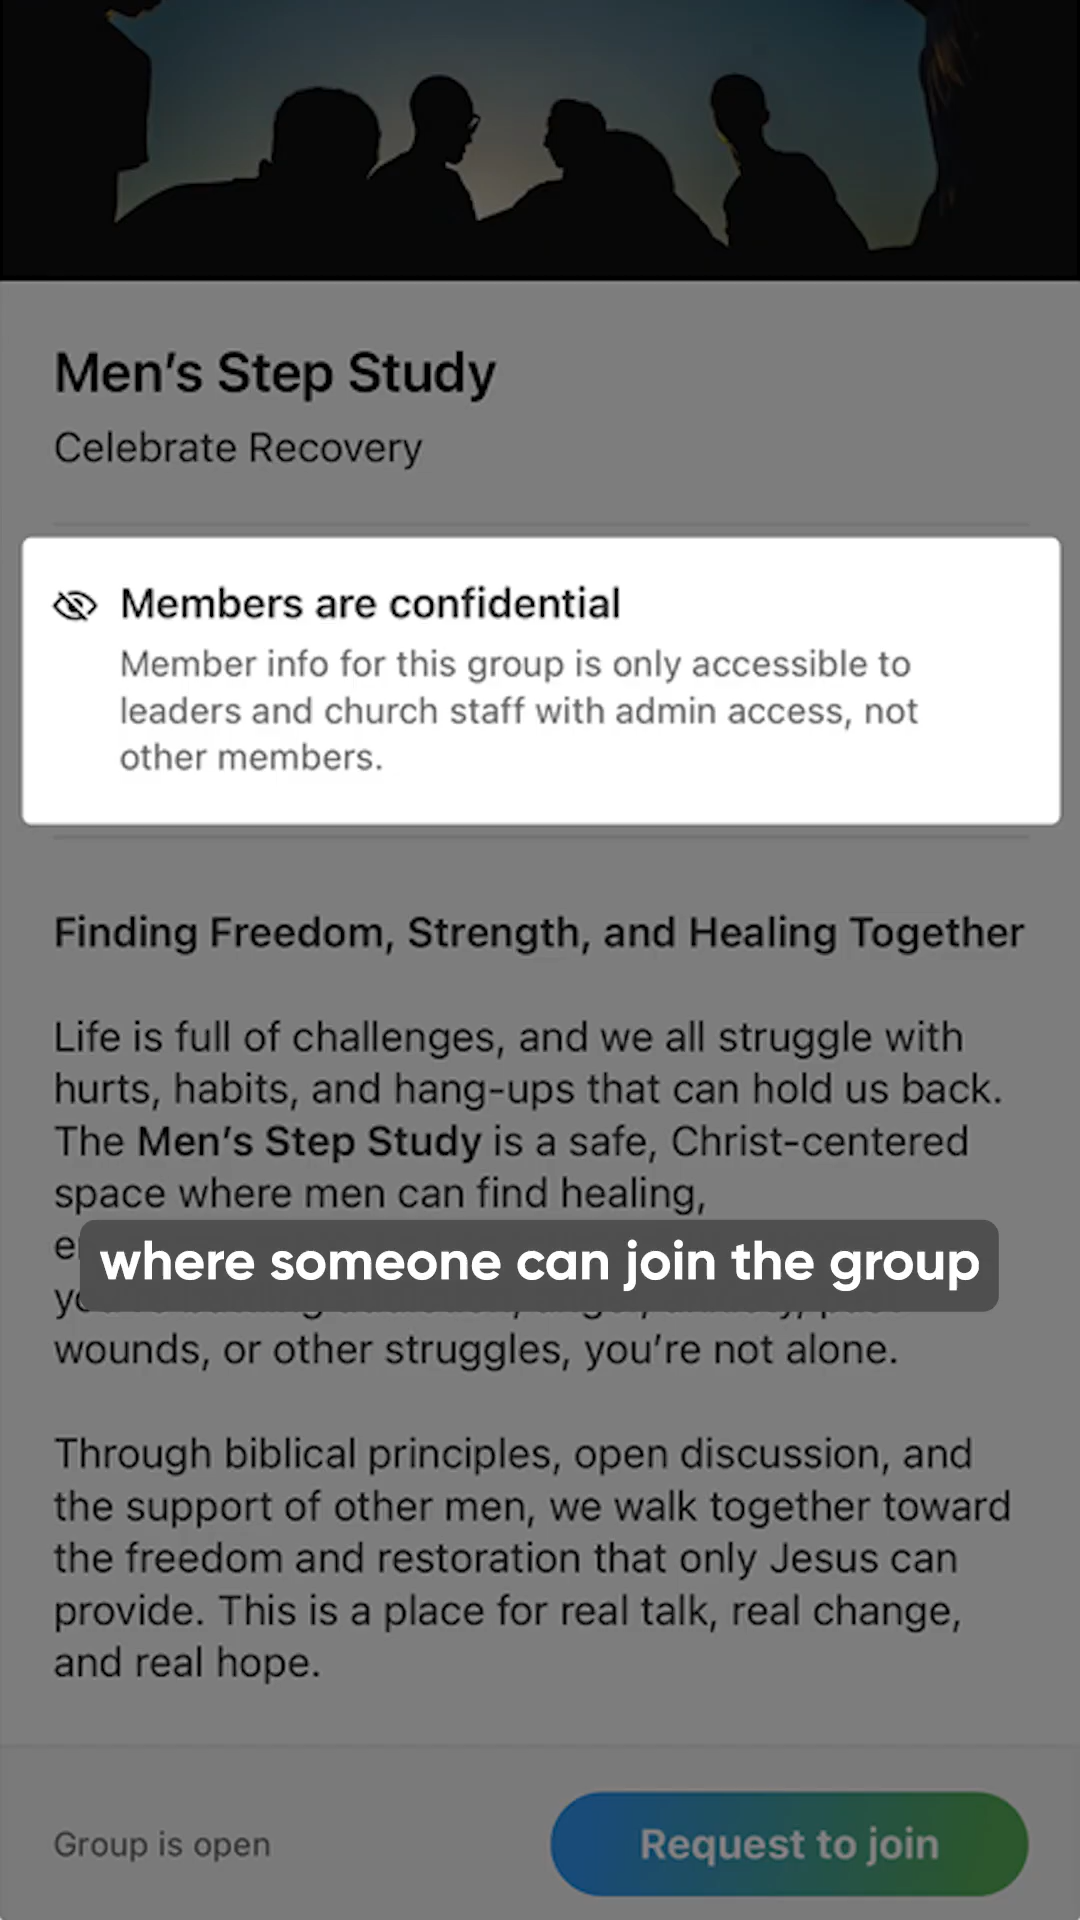 Men’s Step Study
Celebrate Recovery
Members are confidential
Member info for this group is only accessible to
leaders and church staff with admin access, not
other members.
Finding Freedom, Strength, and Healing Together
Life is full of challenges, and we all struggle with
hurts, habits, and hang-ups that can hold us back.
The Men’s Step Study is a safe, Christ-centered
space where men can find healing,
where someone can join the group
wounds, or other struggles, you’re not alone.
Through biblical principles, open discussion, and
the support of other men, we walk together toward
the freedom and restoration that only Jesus can
provide. This is a place for real talk, real change,
and real hope.
Group is open
Request to join